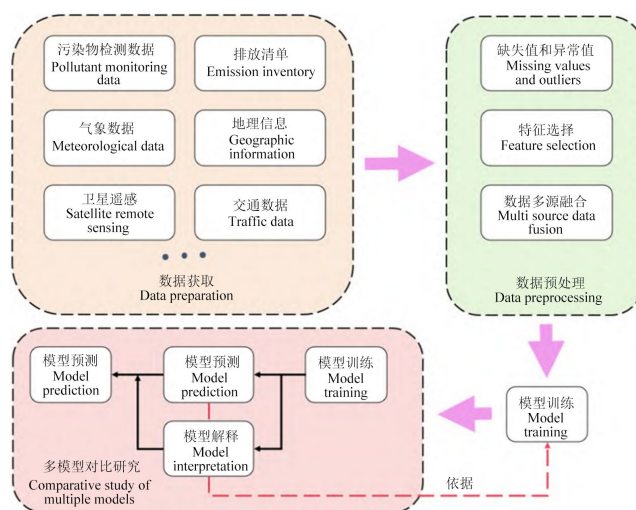 污染物检测数据
Pollutant monitoring
data
排放清单
Emission inventory
气象数据
Meteorological data
地理信息
Geographic
information
卫星遥感
Satellite remote
sensing
交通数据
Traffic data
数据获取
Data preparation
缺失值和异常值
Missing values
and outliers
特征选择
Feature selection
数据多源融合
Multi source data
fusion
数据预处理
Data preprocessing
模型预测
Model
prediction
模型预测
Model
prediction
模型训练
Model
training
模型解释
Model
interpretation
多模型对比研究
Comparative study of
multiple models
模型训练
Model
training
依据